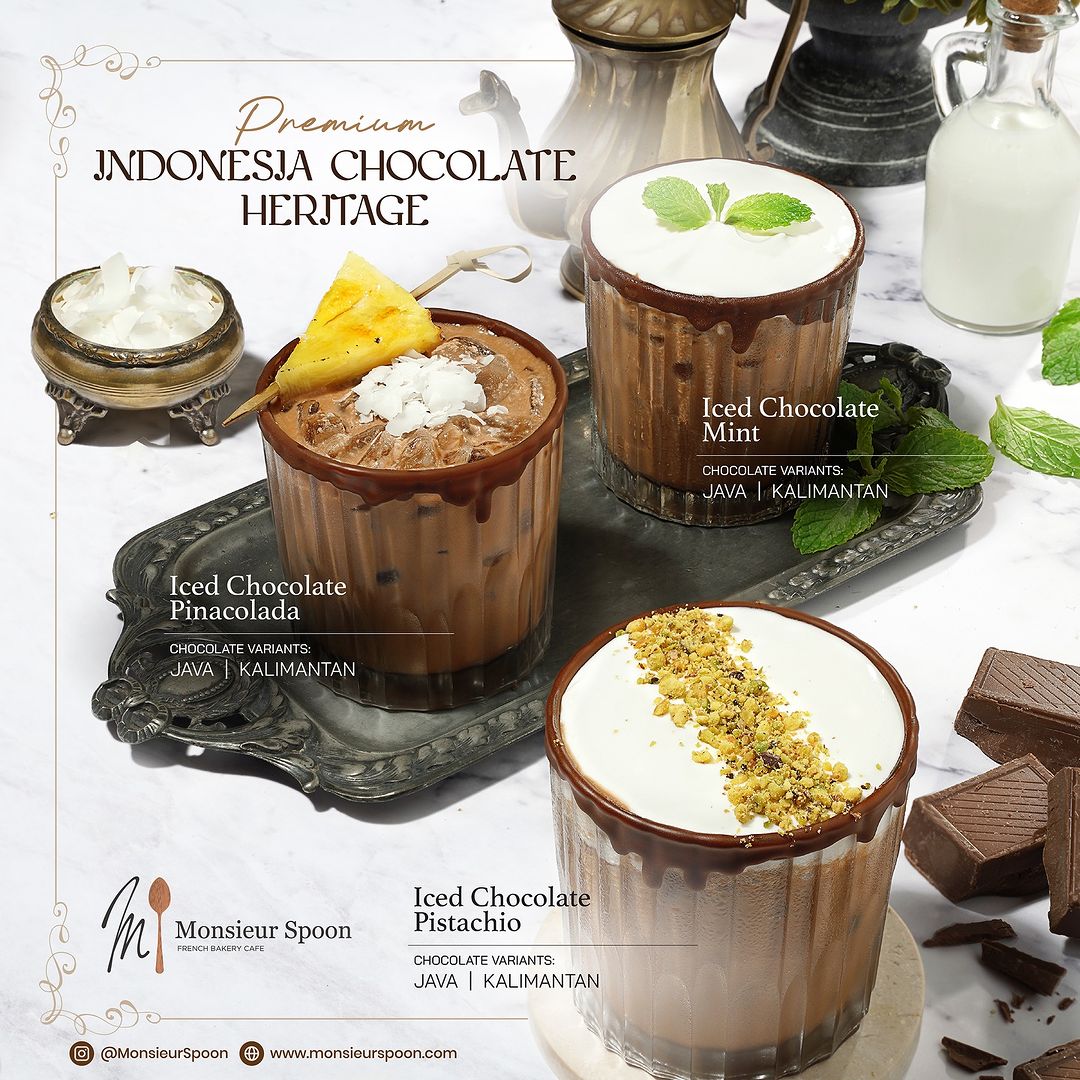 Premium
INDONESIA CHOCOLATE
HERITAGE
Iced Chocolate
Mint
CHOCOLATE VARIANTS:
JAVA | KALIMANTAN
Iced Chocolate
Pinacolada
CHOCOLATE VARIANTS:
JAVA | KALIMANTAN
Iced Chocolate
Pistachio
CHOCOLATE VARIANTS:
JAVA | KALIMANTAN
M
Monsieur Spoon
FRENCH BAKERY CAFE
@MonsieurSpoon
www.monsieurspoon.com